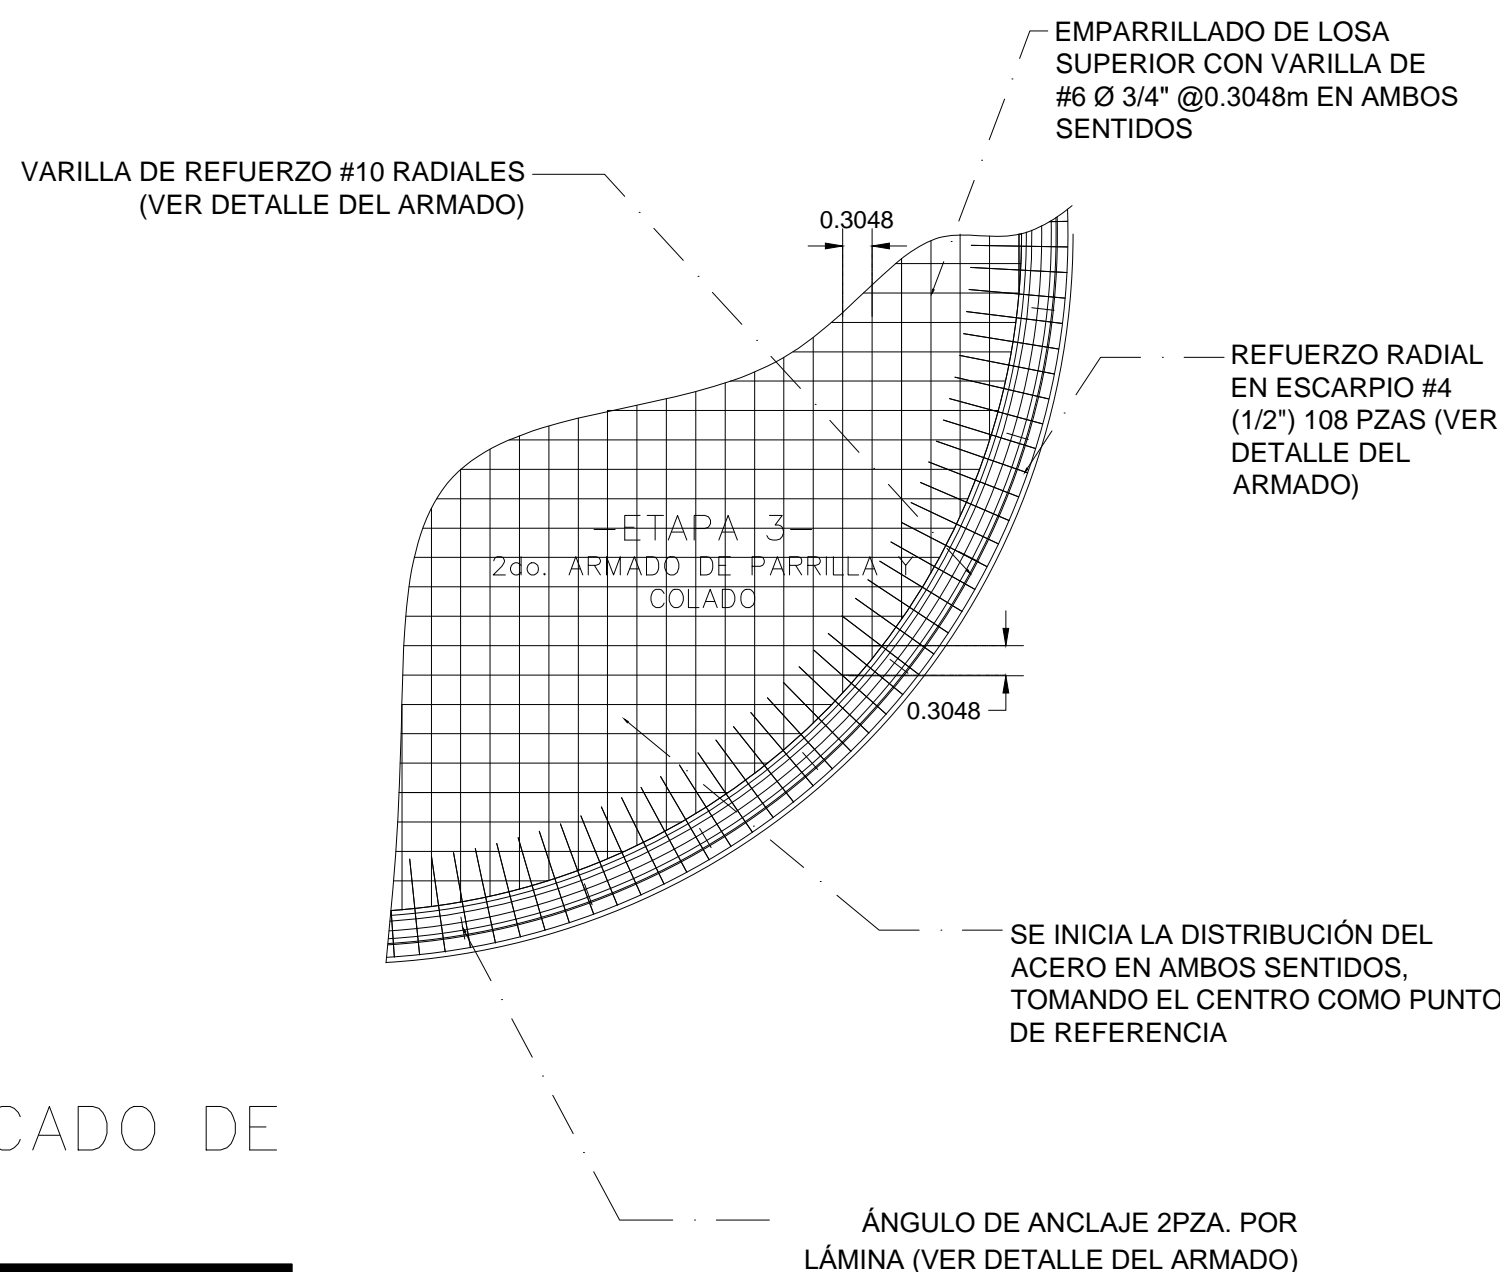 EMPARRILLADO DE LOSA
SUPERIOR CON VARILLA DE
#6 Ø 3/4" @0.3048m EN AMBOS
SENTIDOS
VARILLA DE REFUERZO #10 RADIALES
(VER DETALLE DEL ARMADO)
0.3048
REFUERZO RADIAL
EN ESCARPIO #4
(1/2") 108 PZAS (VER
DETALLE DEL
ARMADO)
-ETAPA 3-
2do. ARMADO DE PARRILLA Y
COLADO
0.3048
SE INICIA LA DISTRIBUCIÓN DEL
ACERO EN AMBOS SENTIDOS,
TOMANDO EL CENTRO COMO PUNTO
DE REFERENCIA
CADO DE
ÁNGULO DE ANCLAJE 2PZA. POR
LÁMINA (VER DETALLE DEL ARMADO)